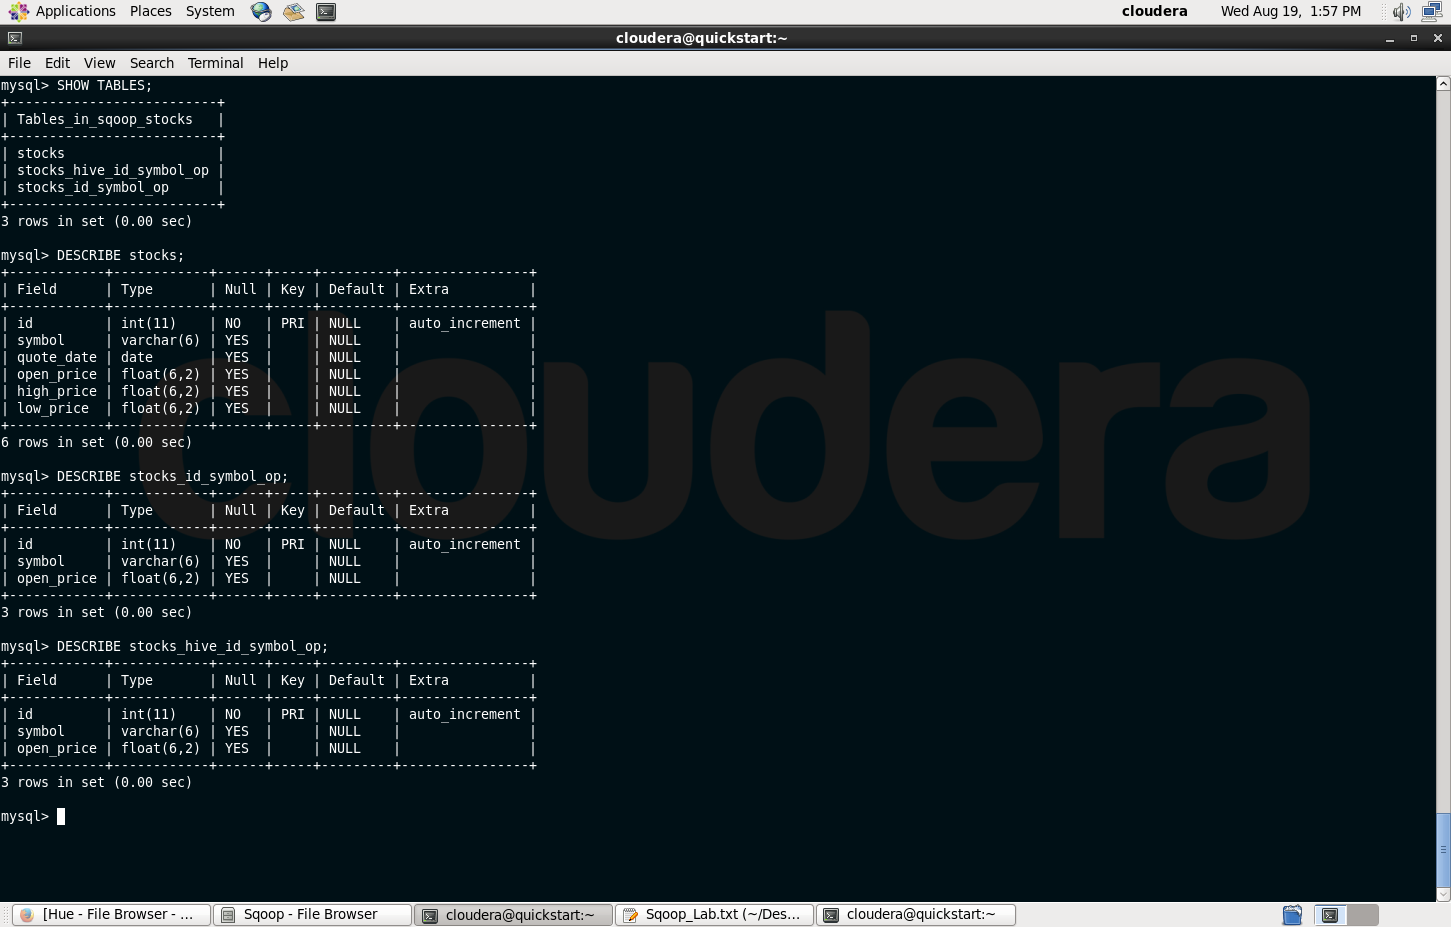 Applications Places System cloudera Wed Aug 19, 1:57 PM
cloudera@quickstart:~
File Edit View Search Terminal Help
mysql> SHOW TABLES;
+--------------------------+
| Tables_in_sqoop_stocks   |
+--------------------------+
| stocks                   |
| stocks_hive_id_symbol_op |
| stocks_id_symbol_op      |
+--------------------------+
3 rows in set (0.00 sec)
mysql> DESCRIBE stocks;
+------------+------------+------+-----+---------+----------------+
| Field      | Type       | Null | Key | Default | Extra          |
+------------+------------+------+-----+---------+----------------+
| id         | int(11)    | NO   | PRI | NULL    | auto_increment |
| symbol     | varchar(6) | YES  |     | NULL    |                |
| quote_date | date       | YES  |     | NULL    |                |
| open_price | float(6,2) | YES  |     | NULL    |                |
| high_price | float(6,2) | YES  |     | NULL    |                |
| low_price  | float(6,2) | YES  |     | NULL    |                |
+------------+------------+------+-----+---------+----------------+
6 rows in set (0.00 sec)
mysql> DESCRIBE stocks_id_symbol_op;
+------------+------------+------+-----+---------+----------------+
| Field      | Type       | Null | Key | Default | Extra          |
+------------+------------+------+-----+---------+----------------+
| id         | int(11)    | NO   | PRI | NULL    | auto_increment |
| symbol     | varchar(6) | YES  |     | NULL    |                |
| open_price | float(6,2) | YES  |     | NULL    |                |
+------------+------------+------+-----+---------+----------------+
3 rows in set (0.00 sec)
mysql> DESCRIBE stocks_hive_id_symbol_op;
+------------+------------+------+-----+---------+----------------+
| Field      | Type       | Null | Key | Default | Extra          |
+------------+------------+------+-----+---------+----------------+
| id         | int(11)    | NO   | PRI | NULL    | auto_increment |
| symbol     | varchar(6) | YES  |     | NULL    |                |
| open_price | float(6,2) | YES  |     | NULL    |                |
+------------+------------+------+-----+---------+----------------+
3 rows in set (0.00 sec)
mysql>
cloudera
[Hue - File Browser - ... Sqoop - File Browser cloudera@quickstart:~ Sqoop_Lab.txt (~/Des... cloudera@quickstart:~